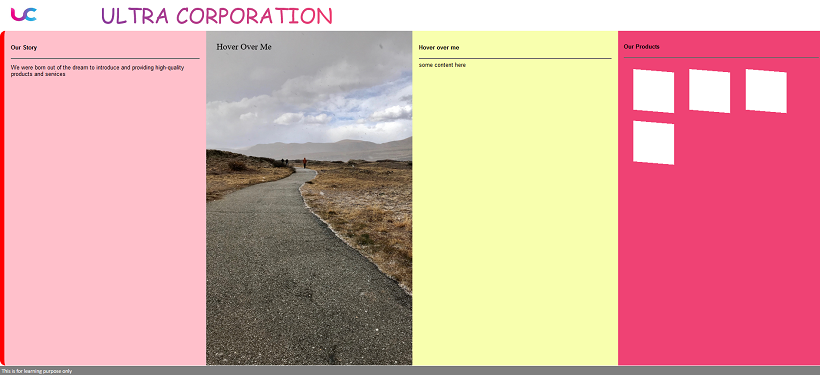 UC
ULTRA CORPORATION
Our Story
We were born out of the dream to introduce and providing high-quality
products and services
Hover Over Me
Hover over me
some content here
Our Products
This is for learning purpose only